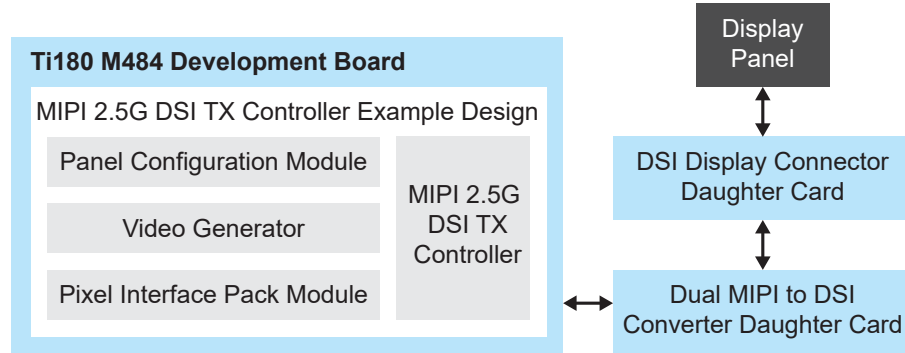 Ti180 M484 Development Board
MIPI 2.5G DSI TX Controller Example Design
Panel Configuration Module
Video Generator
Pixel Interface Pack Module
MIPI 2.5G
DSI TX
Controller
Display
Panel
DSI Display Connector
Daughter Card
Dual MIPI to DSI
Converter Daughter Card